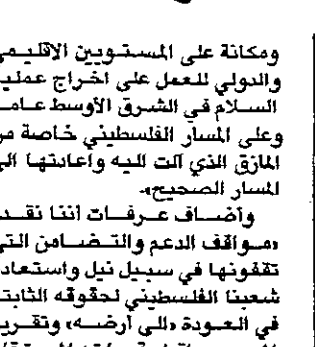 ومكانة على المستويين الاقليمي
والدولي للعمل على اخراج عملية
السلام في الشرق الأوسط عامة
وعلى المسار الفلسطيني خاصة من
المازق الذي آلت اليه واعادتها الى
المسار الصحيح».
وأضاف عرفات اننا نقدر
«مواقف الدعم والتضامن التي
تقفونها في سبيل نيل واستعادة
شعبنا الفلسطيني لحقوقه الثابتة
في العودة «الى أرضه» وتقرير